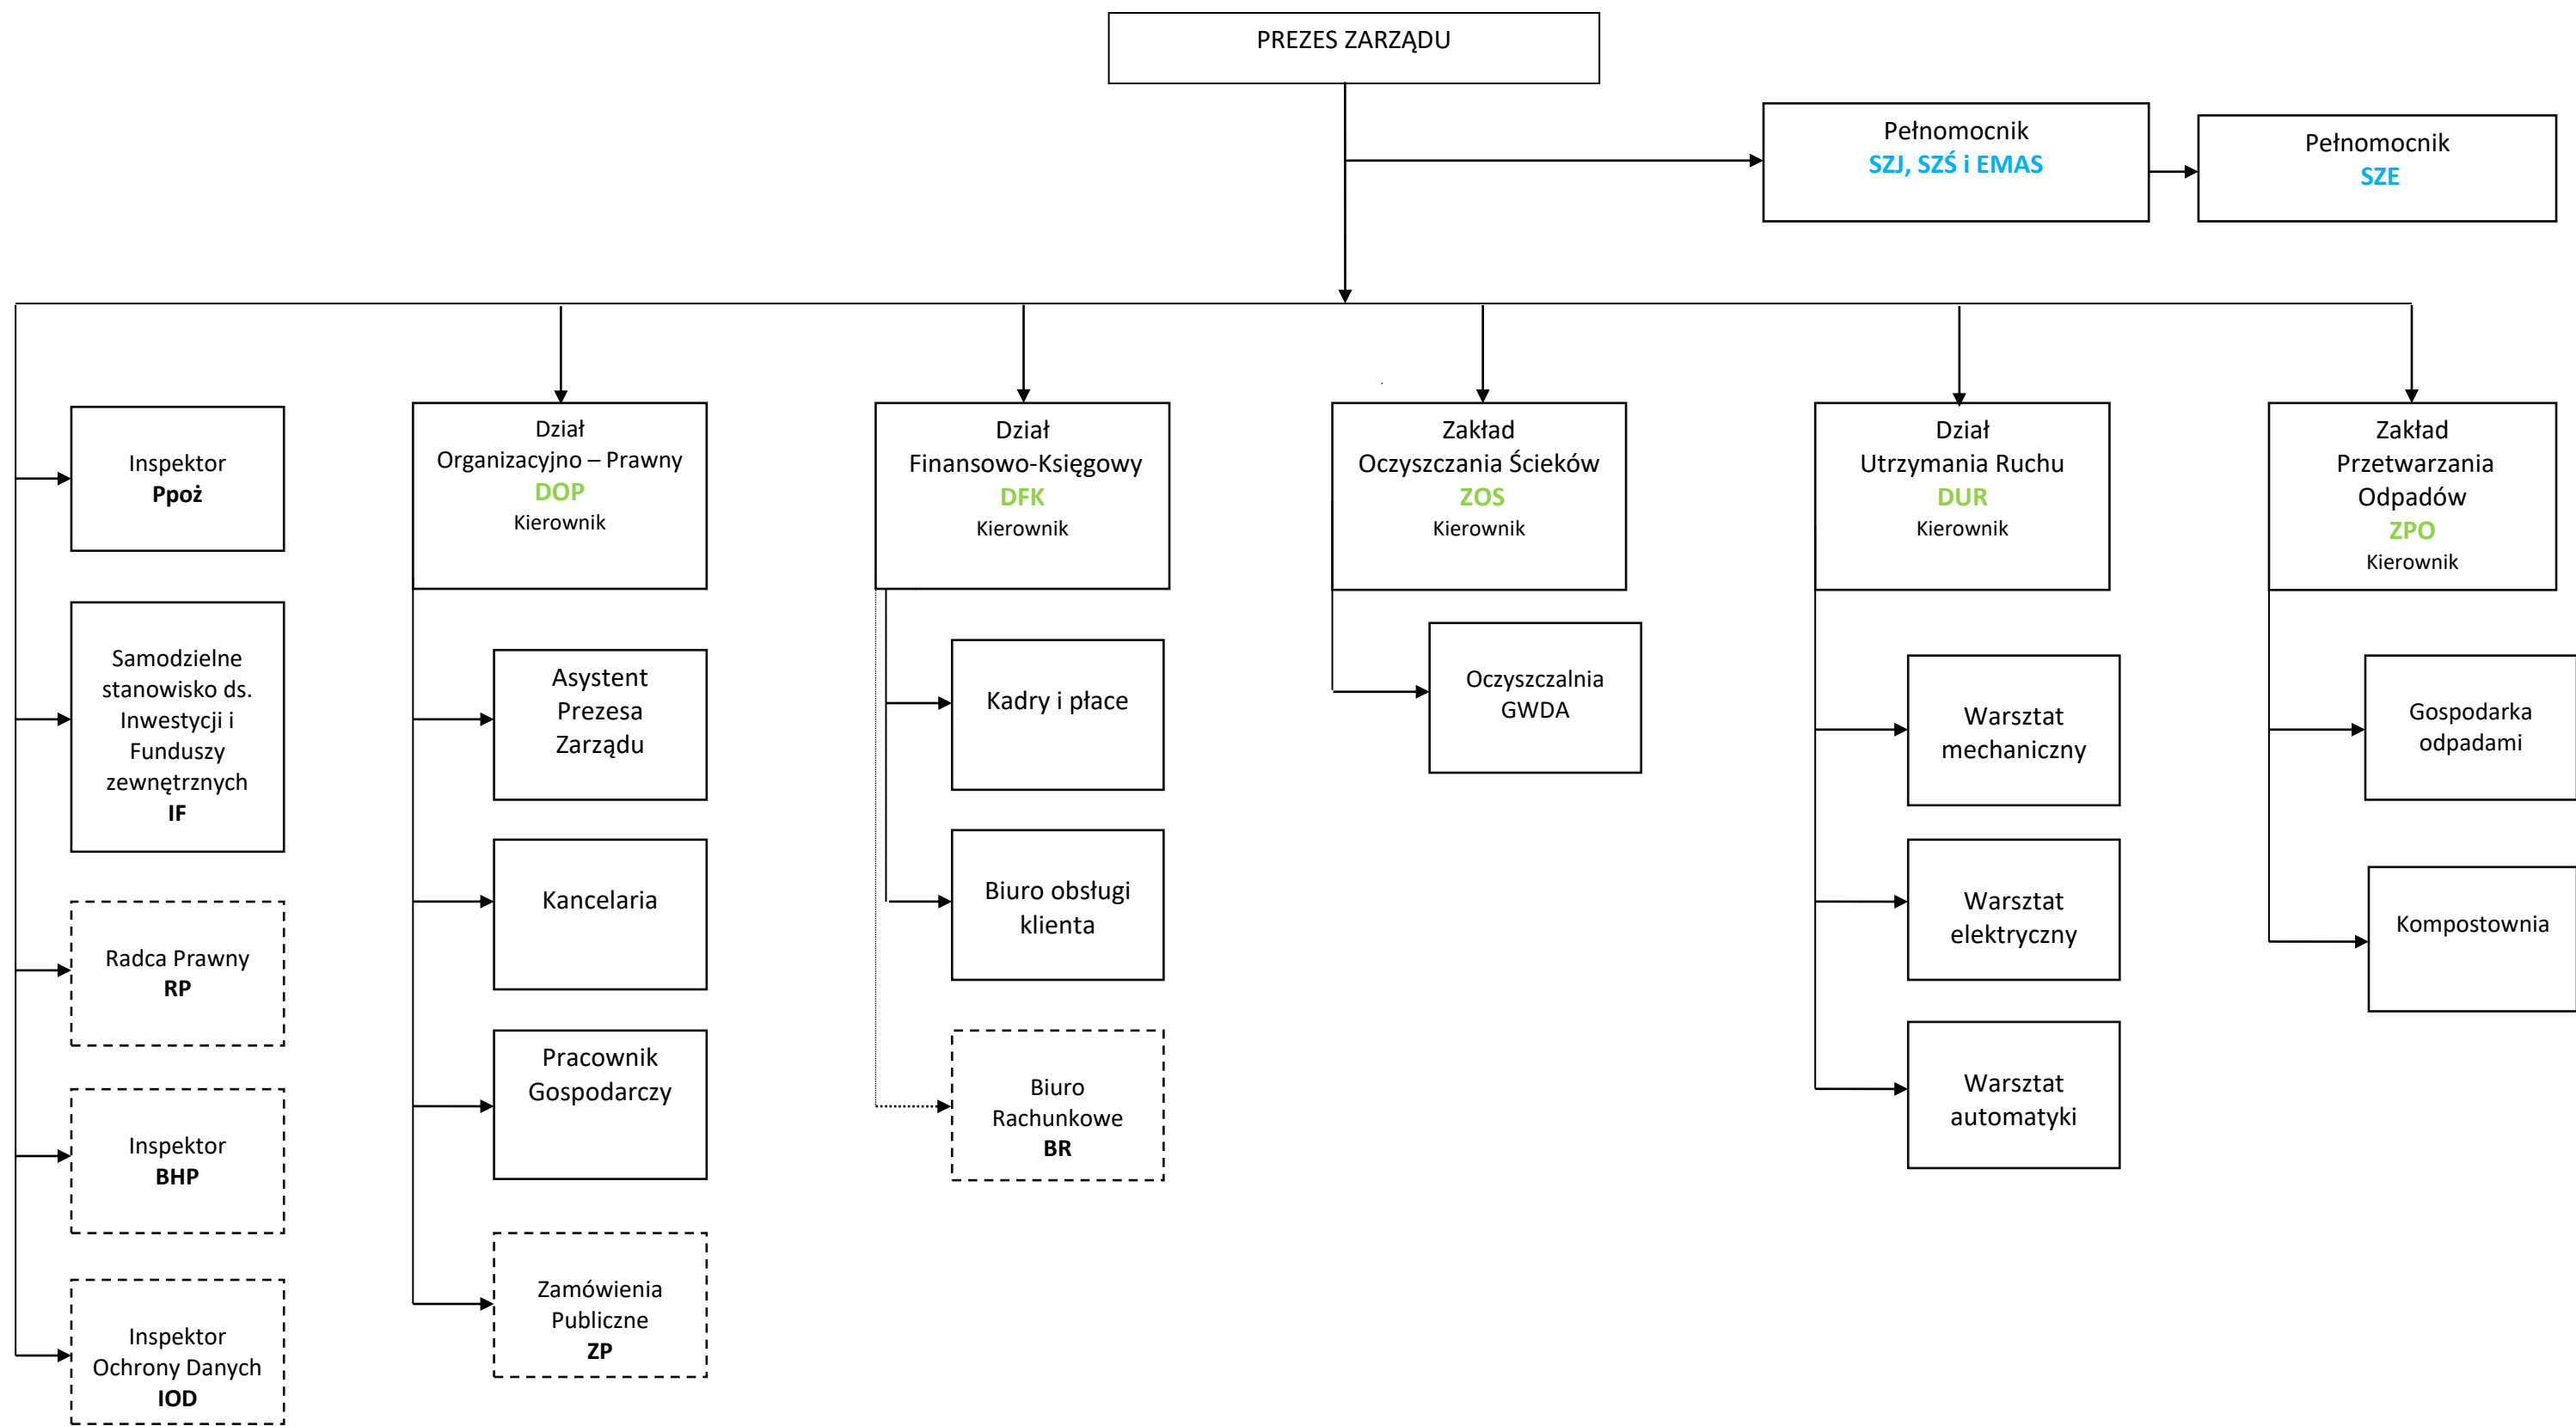 PREZES ZARZĄDU
Pełnomocnik
SZJ, SZŚ i EMAS
Pełnomocnik
SZE
Inspektor
Ppoż
Samodzielne
stanowisko ds.
Inwestycji i
Funduszy
zewnętrznych
IF
Radca Prawny
RP
Inspektor
BHP
Inspektor
Ochrony Danych
IOD
Dział
Organizacyjno – Prawny
DOP
Kierownik
Asystent
Prezesa
Zarządu
Kancelaria
Pracownik
Gospodarczy
Zamówienia
Publiczne
ZP
Dział
Finansowo-Księgowy
DFK
Kierownik
Kadry i płace
Biuro obsługi
klienta
Biuro
Rachunkowe
BR
Zakład
Oczyszczania Ścieków
ZOS
Kierownik
Oczyszczalnia
GWDA
Dział
Utrzymania Ruchu
DUR
Kierownik
Warsztat
mechaniczny
Warsztat
elektryczny
Warsztat
automatyki
Zakład
Przetwarzania
Odpadów
ZPO
Kierownik
Gospodarka
odpadami
Kompostownia